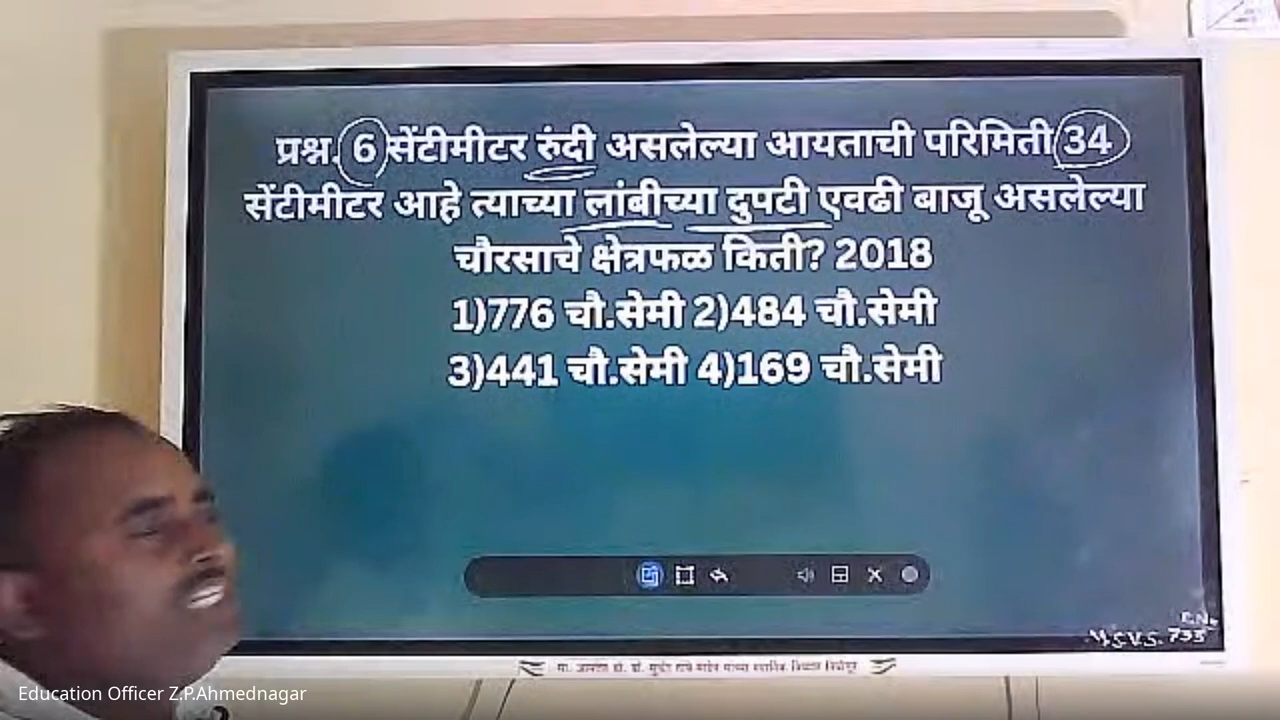 प्रश्न. 6 सेंटीमीटर रुंदी असलेल्या आयताची परिमिती 34
सेंटीमीटर आहे त्याच्या लांबीच्या दुपटी एवढी बाजू असलेल्या
चौरसाचे क्षेत्रफळ किती? 2018
1)776 चौ.सेमी 2)484 चौ.सेमी
3)441 चौ.सेमी 4)169 चौ.सेमी
Education Officer Z.P.Ahmednagar